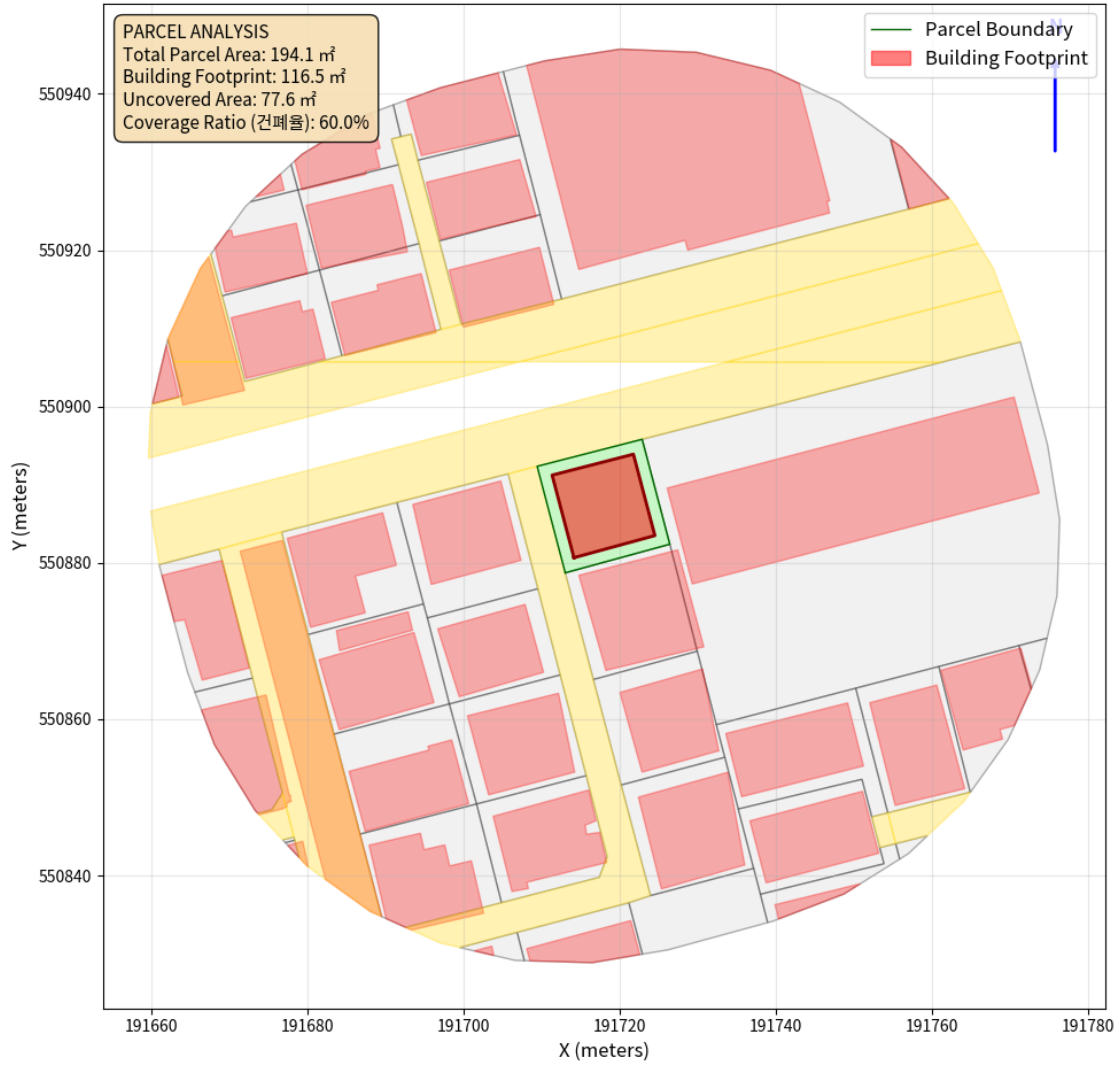 PARCEL ANALYSIS
Total Parcel Area: 194.1 ㎡
Building Footprint: 116.5 ㎡
Uncovered Area: 77.6 ㎡
Coverage Ratio (건폐율): 60.0%
Parcel Boundary
Building Footprint
N
550940
550920
550900
550880
550860
550840
Y (meters)
191660
191680
191700
191720
191740
191760
191780
X (meters)